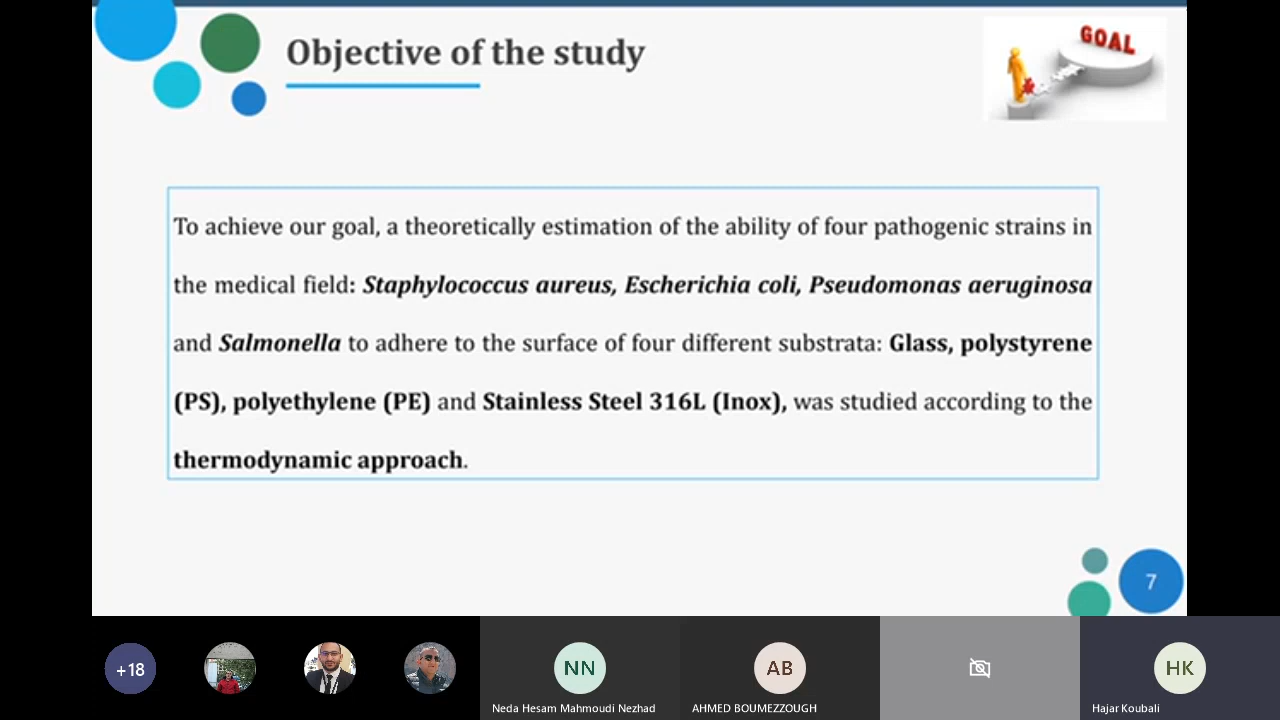 Objective of the study
GOAL
To achieve our goal, a theoretically estimation of the ability of four pathogenic strains in
the medical field: Staphylococcus aureus, Escherichia coli, Pseudomonas aeruginosa
and Salmonella to adhere to the surface of four different substrata: Glass, polystyrene
(PS), polyethylene (PE) and Stainless Steel 316L (Inox), was studied according to the
thermodynamic approach.
7
+18
NN
AB
HK
Neda Hesam Mahmoudi Nezhad
AHMED BOUMEZZOUGH
Hajar Koubali